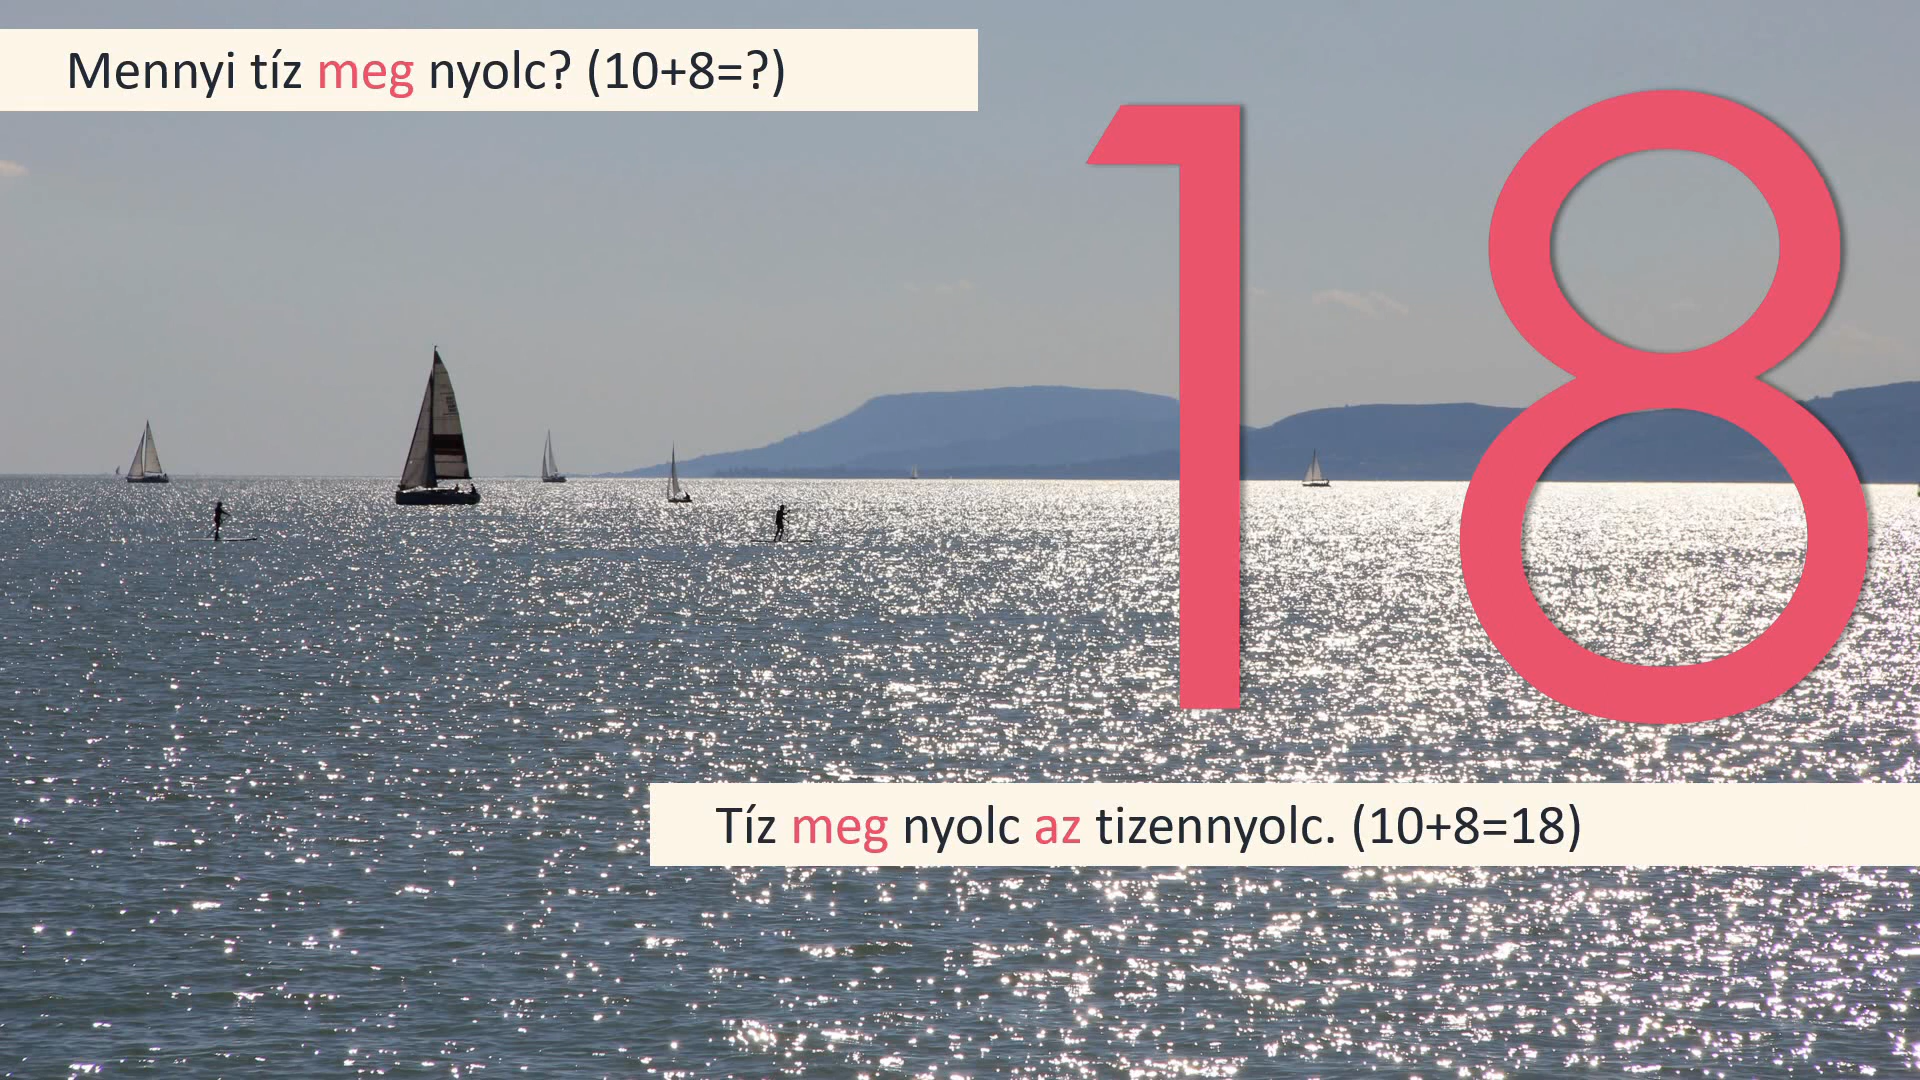 Mennyi tíz meg nyolc? (10+8=?)
18
Tíz meg nyolc az tizennyolc. (10+8=18)